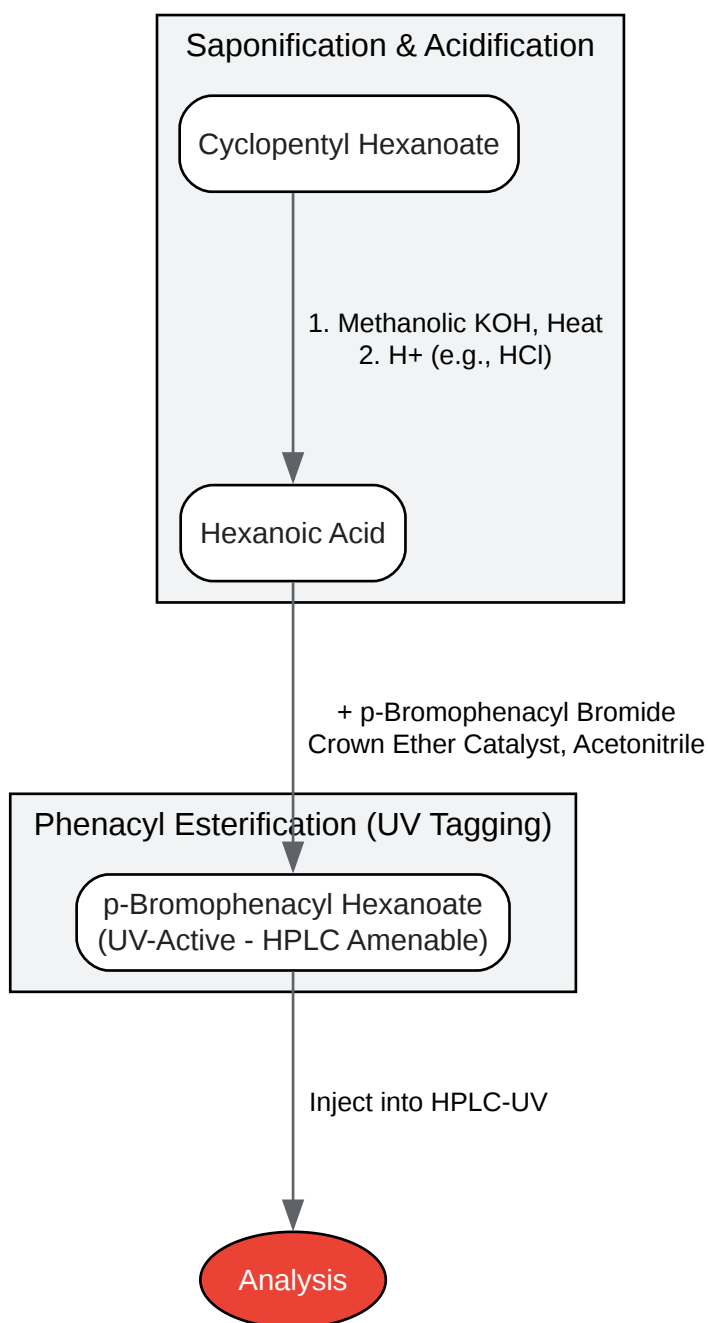 Saponification & Acidification
Cyclopentyl Hexanoate
1. Methanolic KOH, Heat
2. H+ (e.g., HCl)
Hexanoic Acid
+ p-Bromophenacyl Bromide
Crown Ether Catalyst, Acetonitrile
Phenacyl Esterification (UV Tagging)
p-Bromophenacyl Hexanoate
(UV-Active - HPLC Amenable)
Inject into HPLC-UV
Analysis